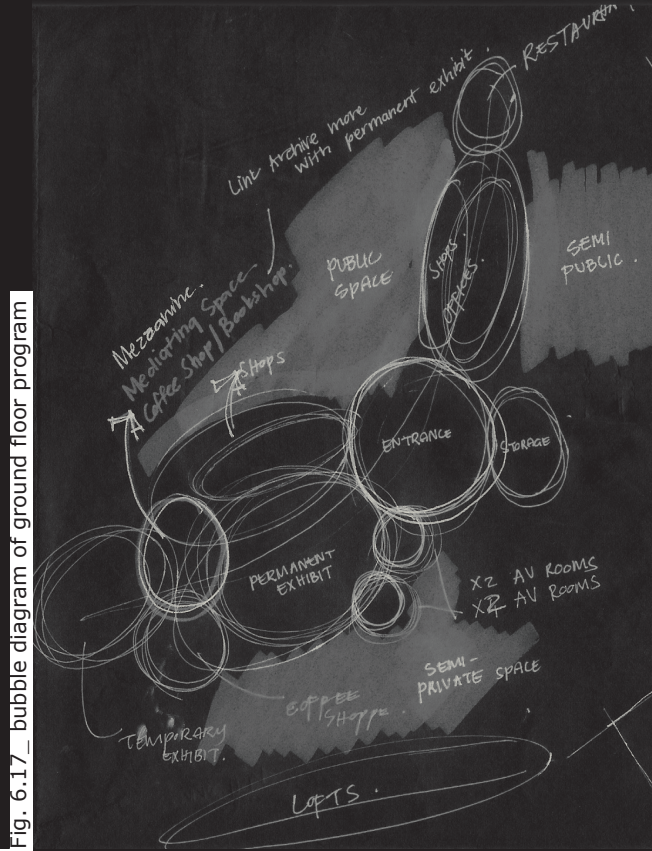 RESTAURAN
Link Archive more
with permanent exhibit.
PUBLIC
SPACE
SHOPS.
OFFICES.
SEMI
PUBLIC.
Mezzanine.
Mediating Space
Coffee Shop/Bookshop.
SHOPS
ENTRANCE
STORAGE
PERMANENT
EXHIBIT
X2 AV ROOMS
X2 AV ROOMS
SEMI-
PRIVATE SPACE
COFFEE
SHOPPE.
TEMPORARY
EXHIBIT.
LOFTS.
Fig. 6.17_ bubble diagram of ground floor program